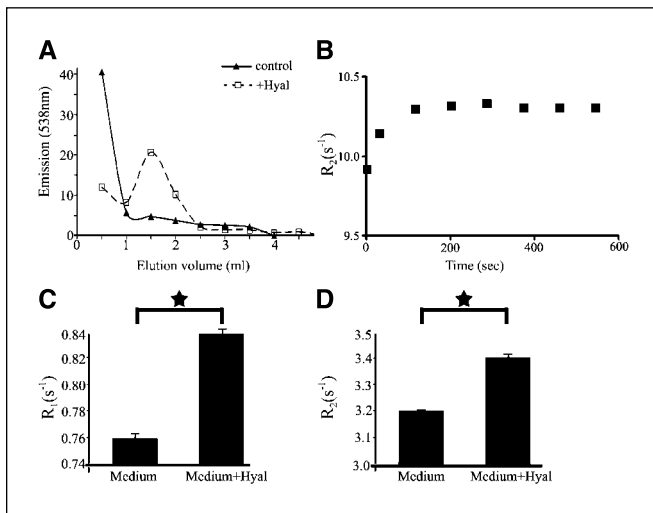 A
control
+Hyal
Emission (538nm)
40
30
20
10
0
1
2
3
4
Elution volume (ml)
B
R₂(s⁻¹)
10.5
10.0
9.5
0
200
400
600
Time (sec)
C
R₁(s⁻¹)
0.84
0.82
0.80
0.78
0.76
0.74
Medium
Medium+Hyal
D
R₂(s⁻¹)
3.5
3.4
3.3
3.2
3.1
3.0
Medium
Medium+Hyal